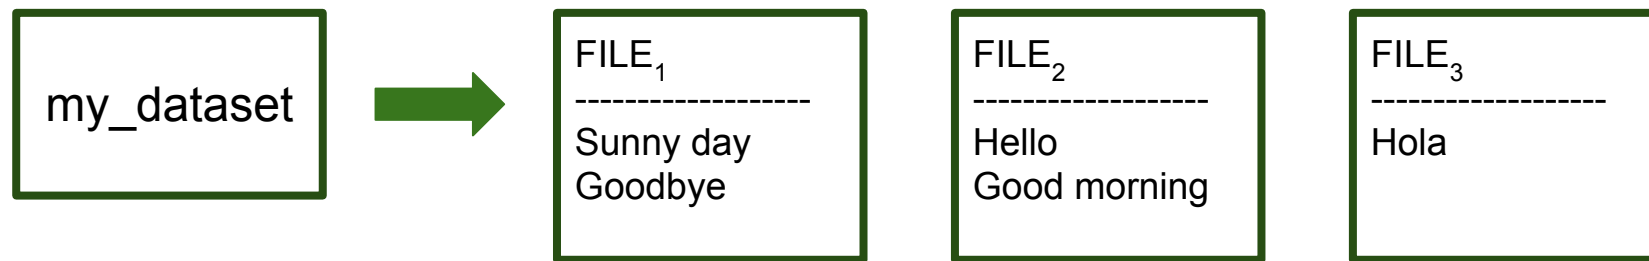 my_dataset
FILE₁
-------------------
Sunny day
Goodbye
FILE₂
-------------------
Hello
Good morning
FILE₃
-------------------
Hola